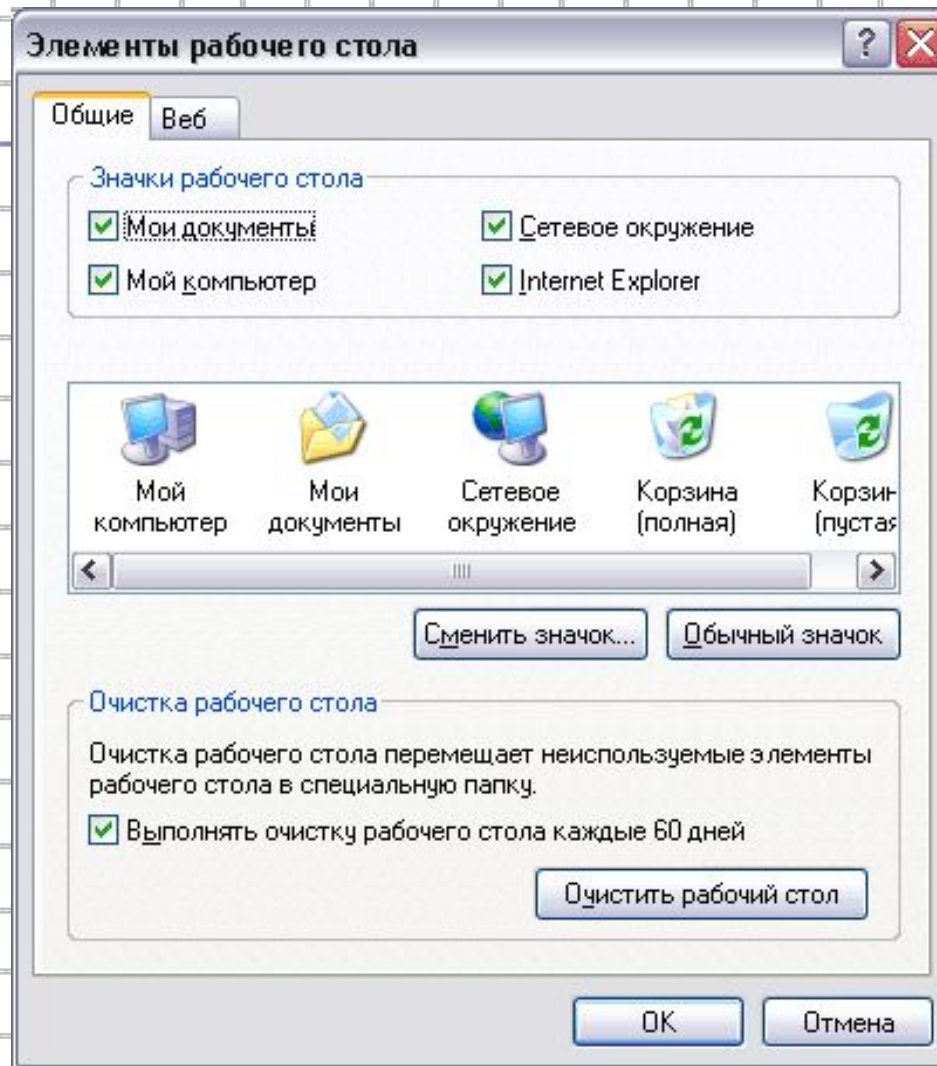 Элементы рабочего стола
Общие
Веб
Значки рабочего стола
Мои документы
Сетевое окружение
Мой компьютер
Internet Explorer
Мой
компьютер
Мои
документы
Сетевое
окружение
Корзина
(полная)
Корзин
(пустая
Сменить значок...
Обычный значок
Очистка рабочего стола
Очистка рабочего стола перемещает неиспользуемые элементы
рабочего стола в специальную папку.
Выполнять очистку рабочего стола каждые 60 дней
Очистить рабочий стол
OK
Отмена